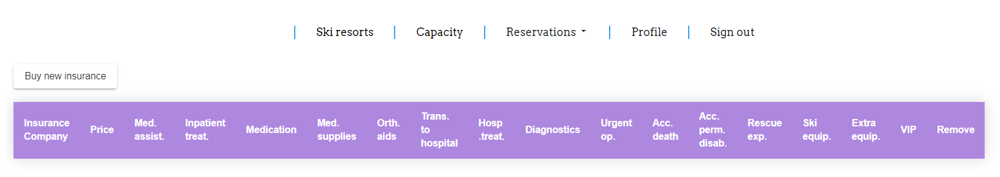 Ski resorts Capacity Reservations Profile Sign out
Buy new insurance
Insurance
Company
Price
Med.
assist.
Inpatient
treat.
Medication
Med.
supplies
Orth.
aids
Trans.
to
hospital
Hosp
.treat.
Diagnostics
Urgent
op.
Acc.
death
Acc.
perm.
disab.
Rescue
exp.
Ski
equip.
Extra
equip.
VIP
Remove